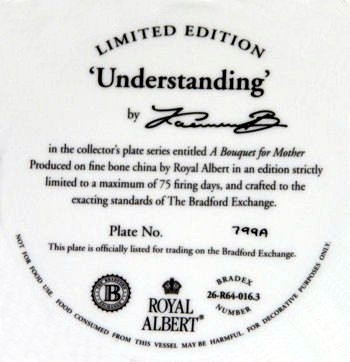 LIMITED EDITION
'Understanding'
by
in the collector's plate series entitled A Bouquet for Mother
Produced on fine bone china by Royal Albert in an edition strictly
limited to a maximum of 75 firing days, and crafted to the
exacting standards of The Bradford Exchange.
Plate No. 799A
This plate is officially listed for trading on the Bradford Exchange.
B
ROYAL
ALBERT®
BRADEX
26-R64-016.3
NUMBER
NOT FOR FOOD USE. FOOD CONSUMED FROM THIS VESSEL MAY BE HARMFUL. FOR DECORATIVE PURPOSES ONLY.